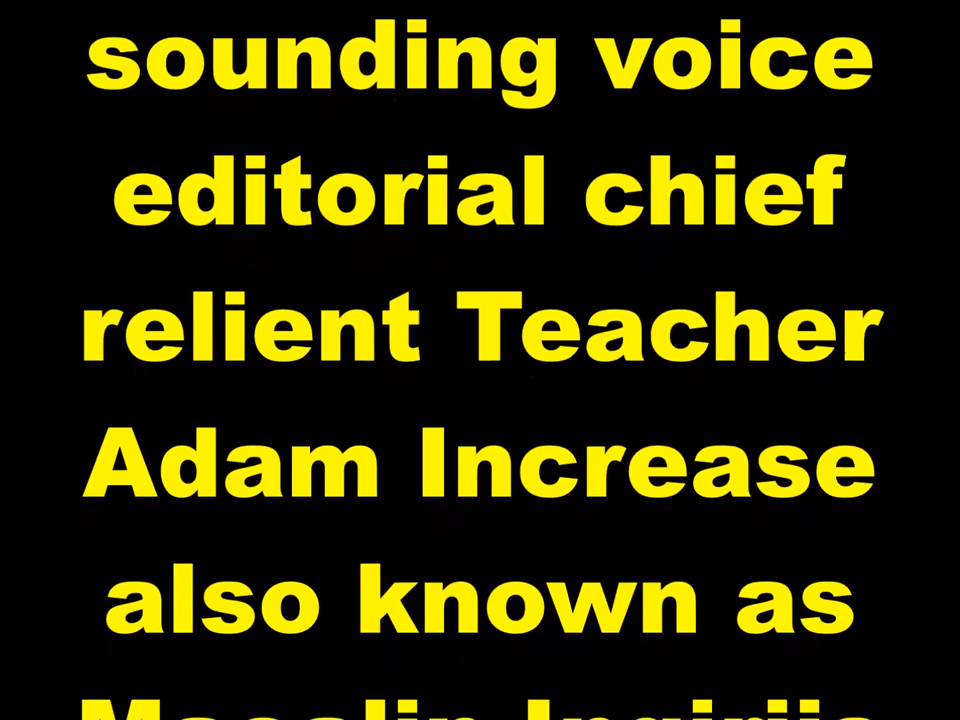 sounding voice
editorial chief
relient Teacher
Adam Increase
also known as